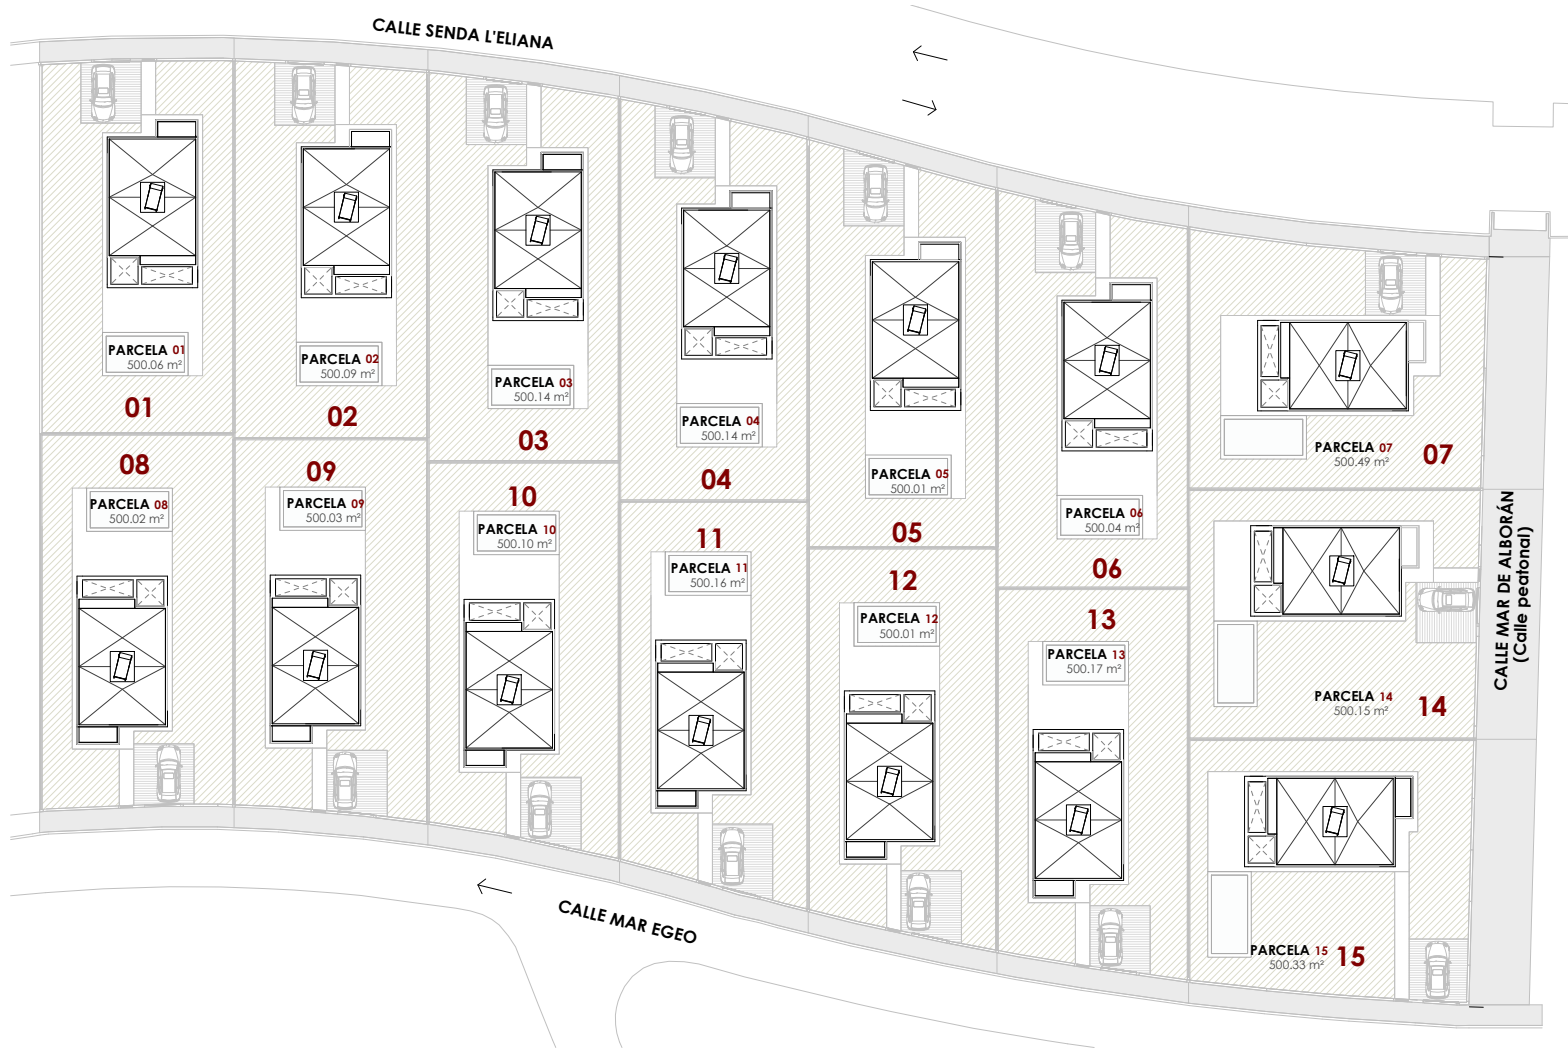 CALLE SENDA L'ELIANA
PARCELA 01
500.06 m²
01
PARCELA 02
500.09 m²
02
PARCELA 03
500.14 m²
03
PARCELA 04
500.14 m²
04
PARCELA 05
500.01 m²
05
PARCELA 06
500.04 m²
06
PARCELA 07
500.49 m²
07
08
PARCELA 08
500.02 m²
09
PARCELA 09
500.03 m²
10
PARCELA 10
500.10 m²
11
PARCELA 11
500.16 m²
12
PARCELA 12
500.01 m²
13
PARCELA 13
500.17 m²
PARCELA 14
500.15 m²
14
PARCELA 15
500.33 m²
15
CALLE MAR DE ALBORÁN
(Calle peatonal)
CALLE MAR EGEO